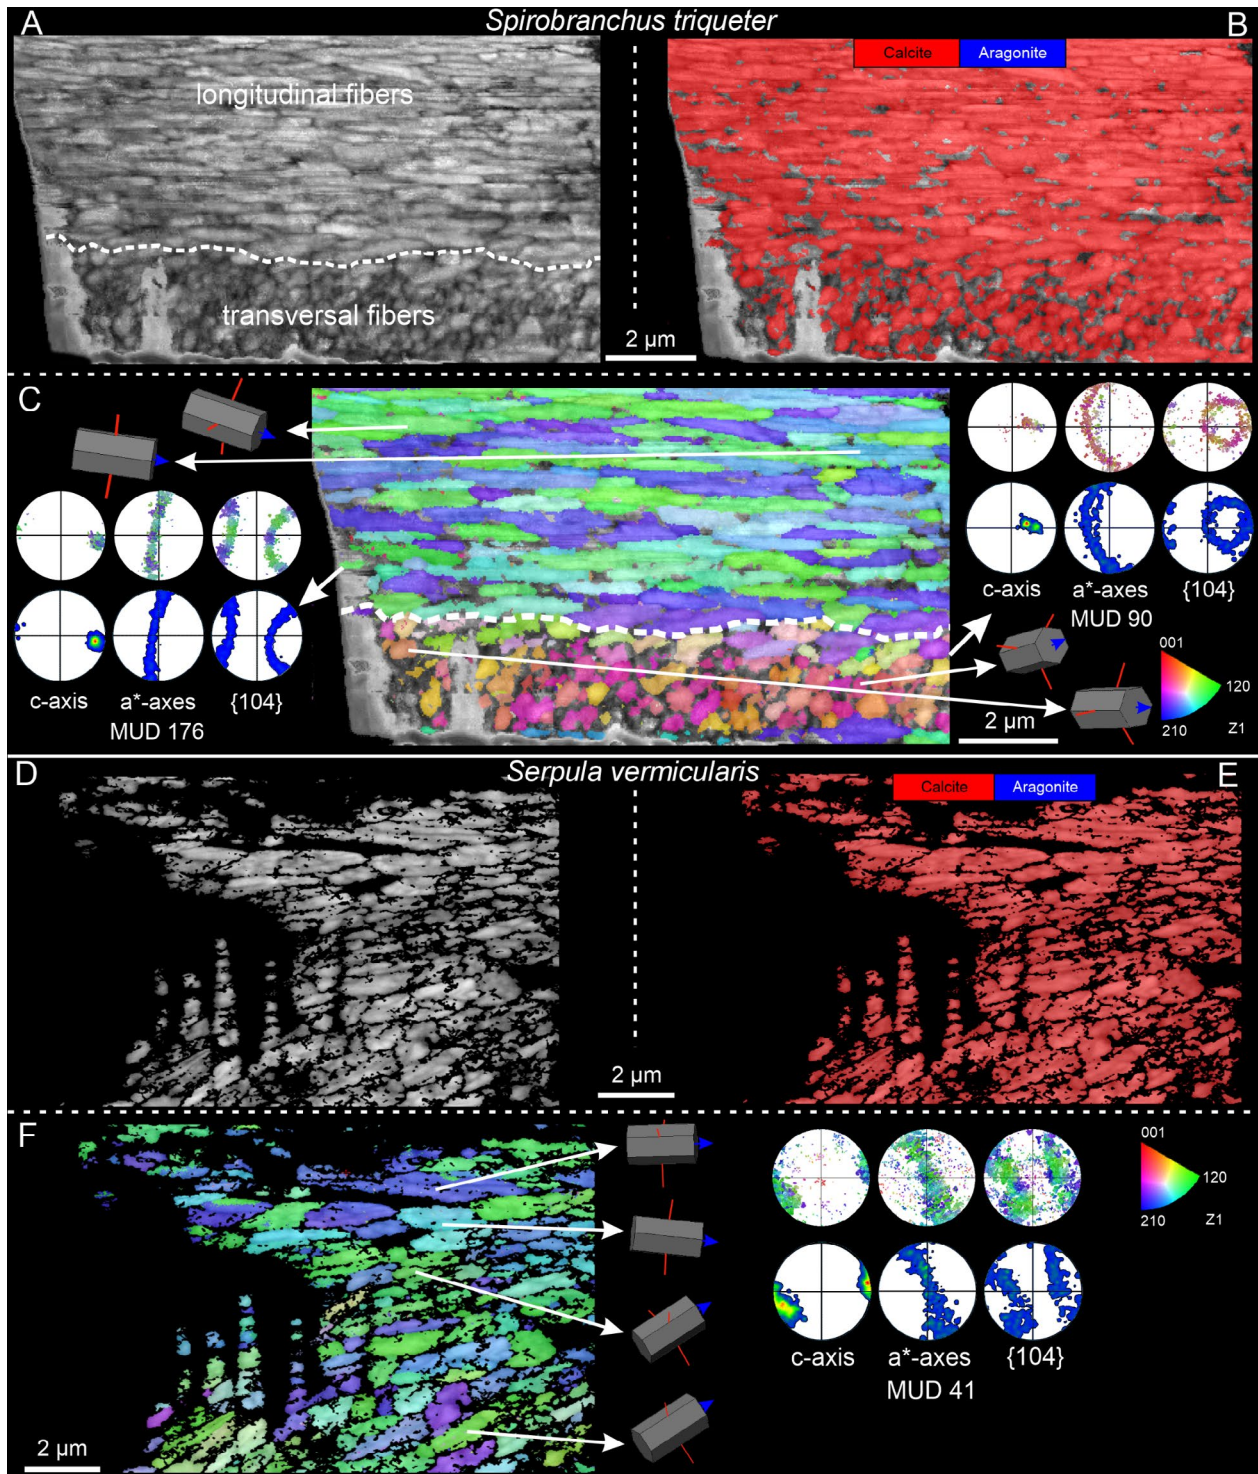 A
Spirobranchus triqueter
B
Calcite
Aragonite
longitudinal fibers
transversal fibers
2 µm
C
c-axis
a*-axes
{104}
MUD 176
c-axis
a*-axes
{104}
MUD 90
2 µm
001
120
210
Z1
D
Serpula vermicularis
E
Calcite
Aragonite
2 µm
F
2 µm
c-axis
a*-axes
{104}
MUD 41
001
120
210
Z1